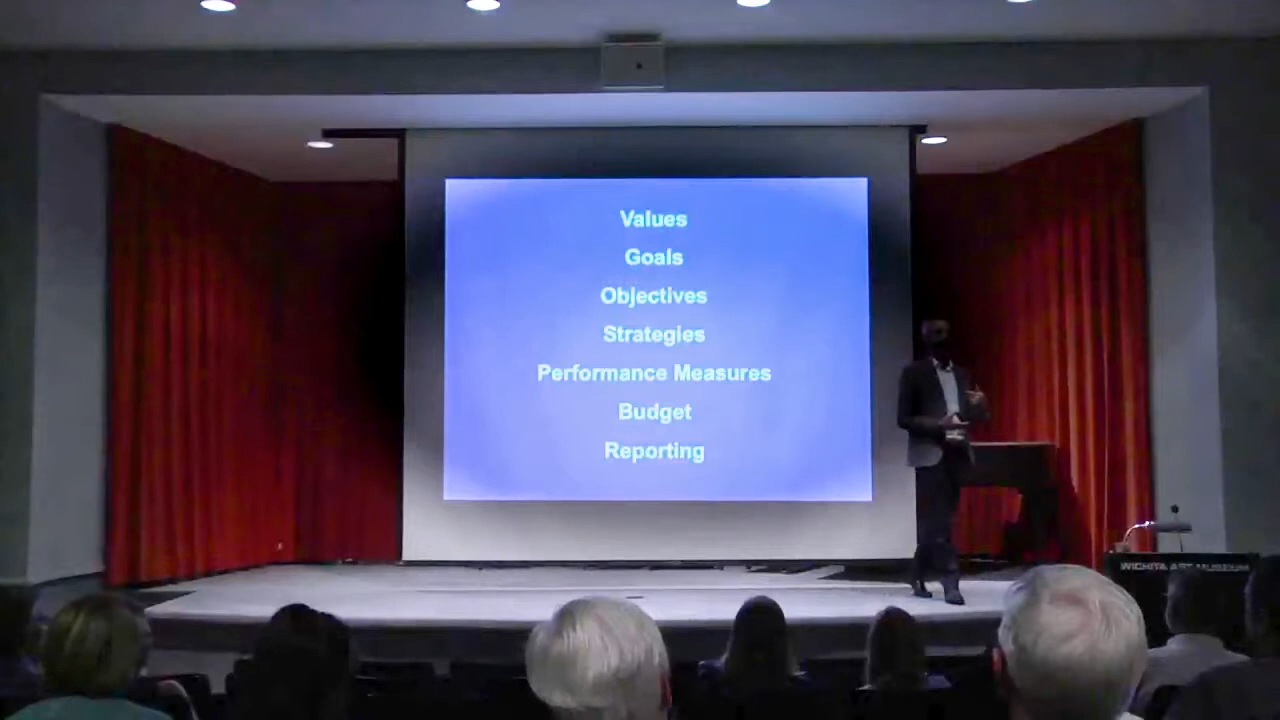 Values
Goals
Objectives
Strategies
Performance Measures
Budget
Reporting
WICHITA ART MUSEUM